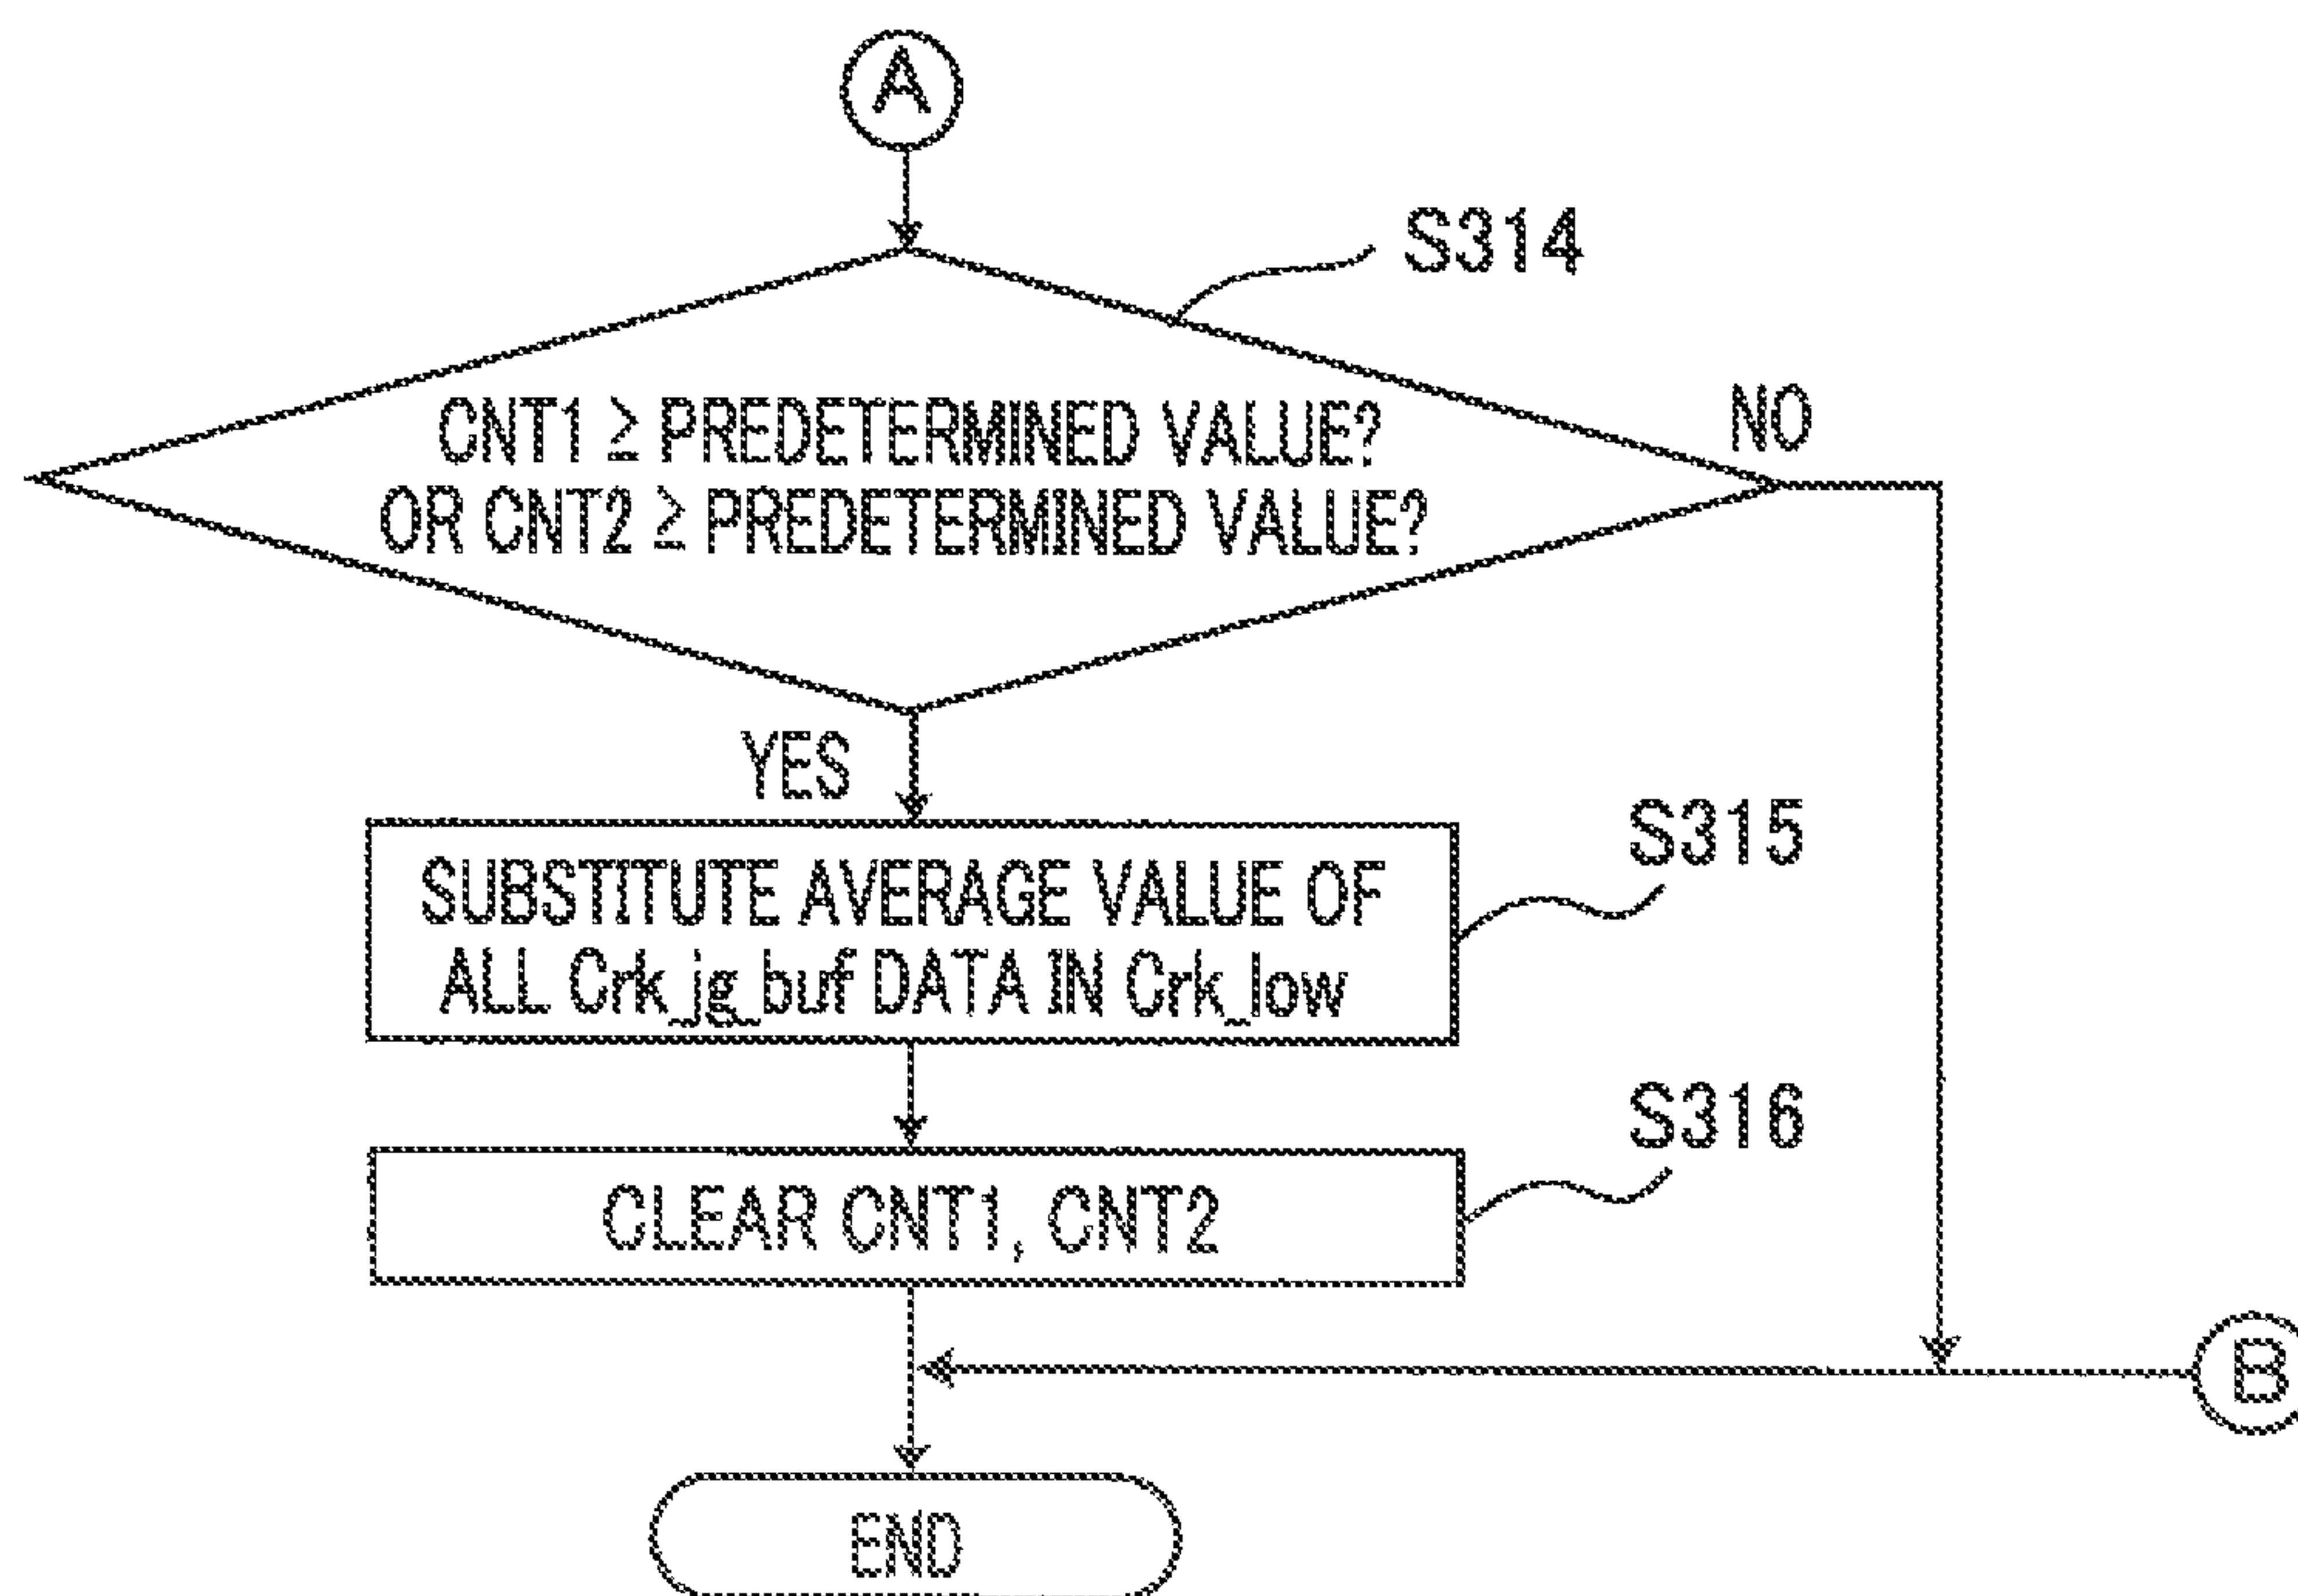 A
S314
CNT1 ≥ PREDETERMINED VALUE?
OR CNT2 ≥ PREDETERMINED VALUE?
NO
YES
S315
SUBSTITUTE AVERAGE VALUE OF
ALL Crk_jg_buf DATA IN Crk_low
S316
CLEAR CNT1, CNT2
B
END